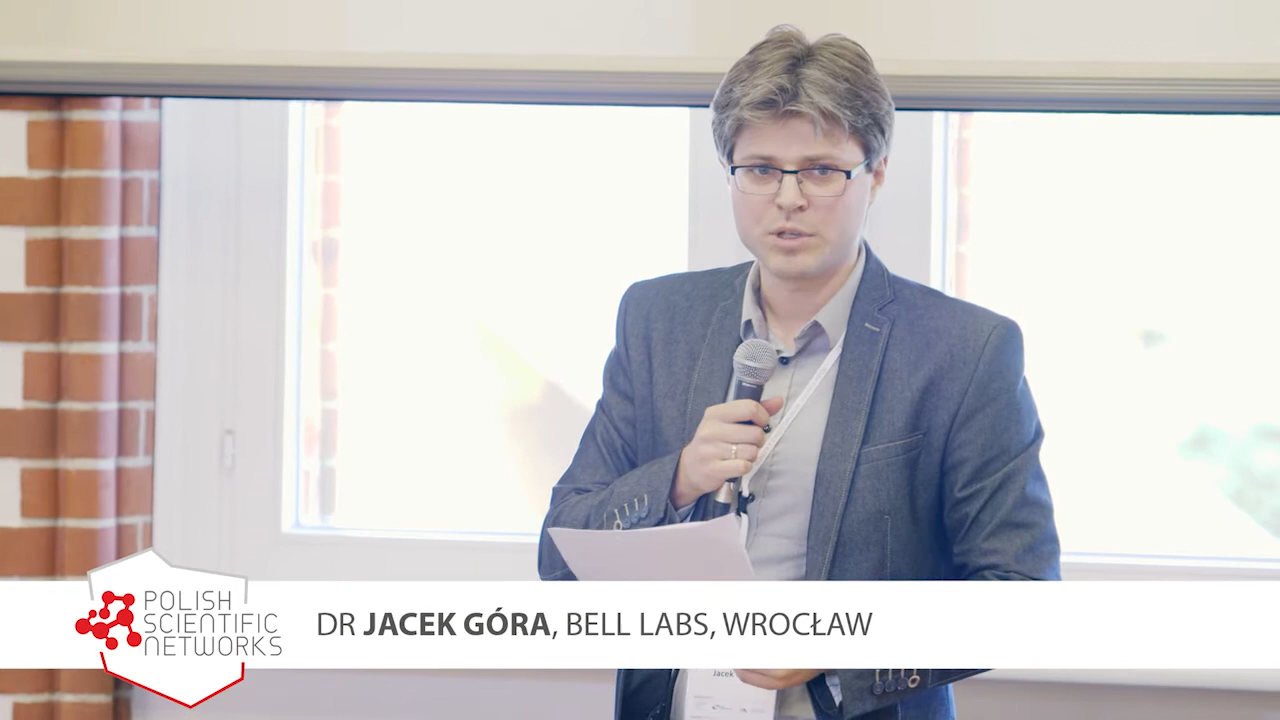 POLISH
SCIENTIFIC
NETWORKS
DR JACEK GÓRA, BELL LABS, WROCŁAW
Jacek